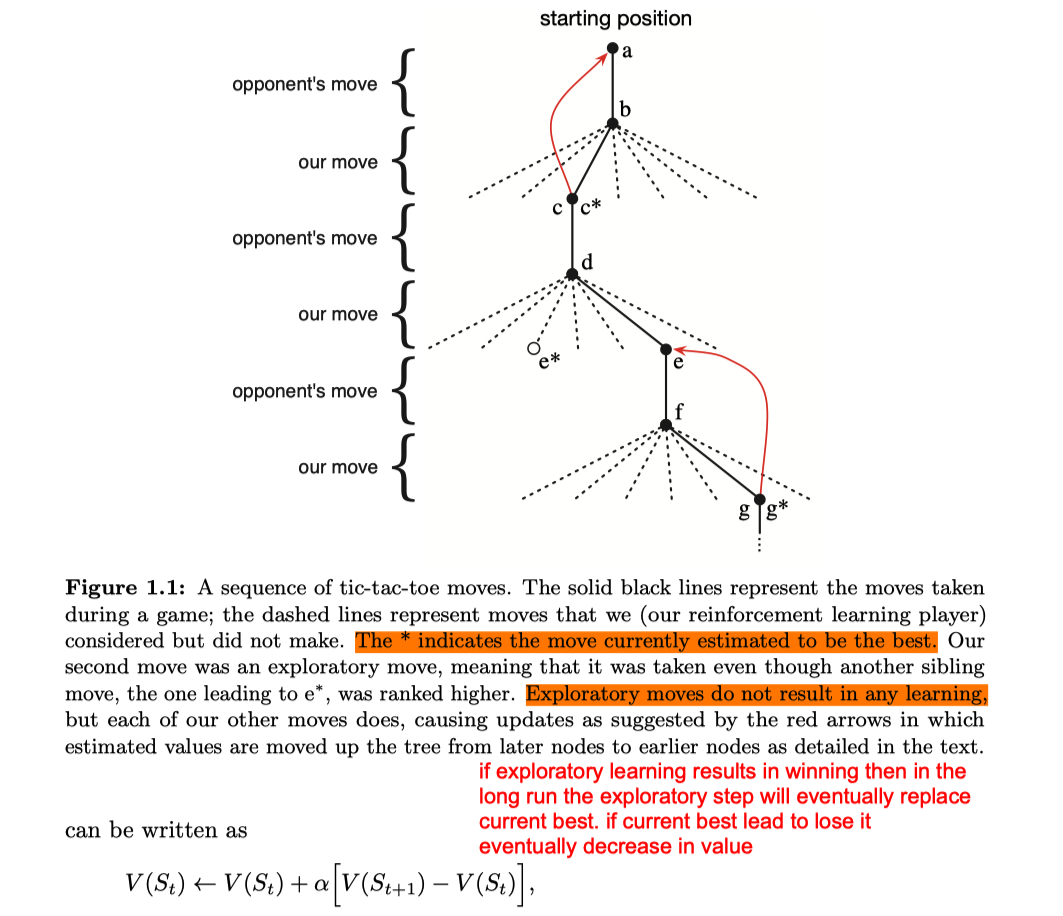 starting position
a
opponent's move
b
our move
c c*
opponent's move
d
our move
e*
e
opponent's move
f
our move
g g*
Figure 1.1: A sequence of tic-tac-toe moves. The solid black lines represent the moves taken
during a game; the dashed lines represent moves that we (our reinforcement learning player)
considered but did not make. The * indicates the move currently estimated to be the best. Our
second move was an exploratory move, meaning that it was taken even though another sibling
move, the one leading to e*, was ranked higher. Exploratory moves do not result in any learning,
but each of our other moves does, causing updates as suggested by the red arrows in which
estimated values are moved up the tree from later nodes to earlier nodes as detailed in the text.
if exploratory learning results in winning then in the
long run the exploratory step will eventually replace
current best. if current best lead to lose it
eventually decrease in value
can be written as
V(S_t) ← V(S_t) + α[V(S_{t+1}) − V(S_t)],